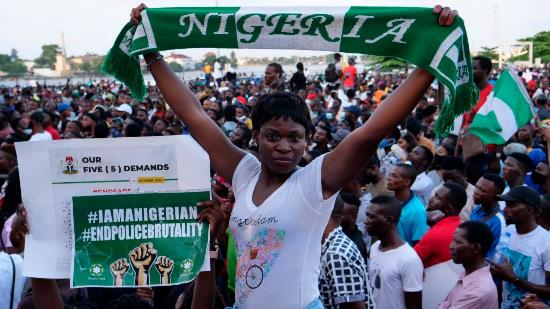 NIGERIA
OUR
FIVE ( 5 ) DEMANDS
#IAMANIGERIAN
#ENDPOLICEBRUTALITY